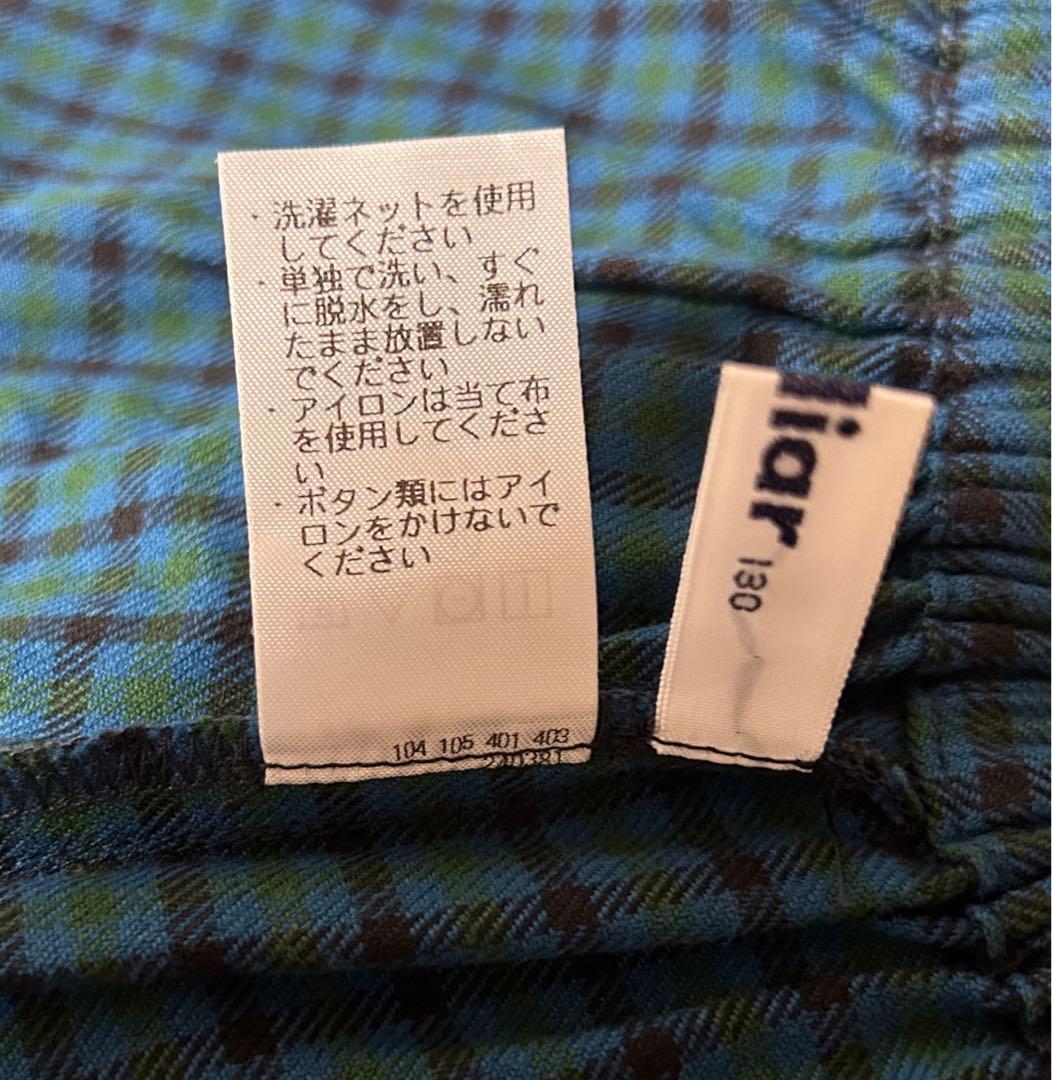 ・洗濯ネットを使用
してください
・単独で洗い、すぐ
に脱水をし、濡れ
たまま放置しない
でください
・アイロンは当て布
を使用してくださ
い
・ボタン類にはアイ
ロンをかけないで
ください
104 105 401 403
240381
liar
130